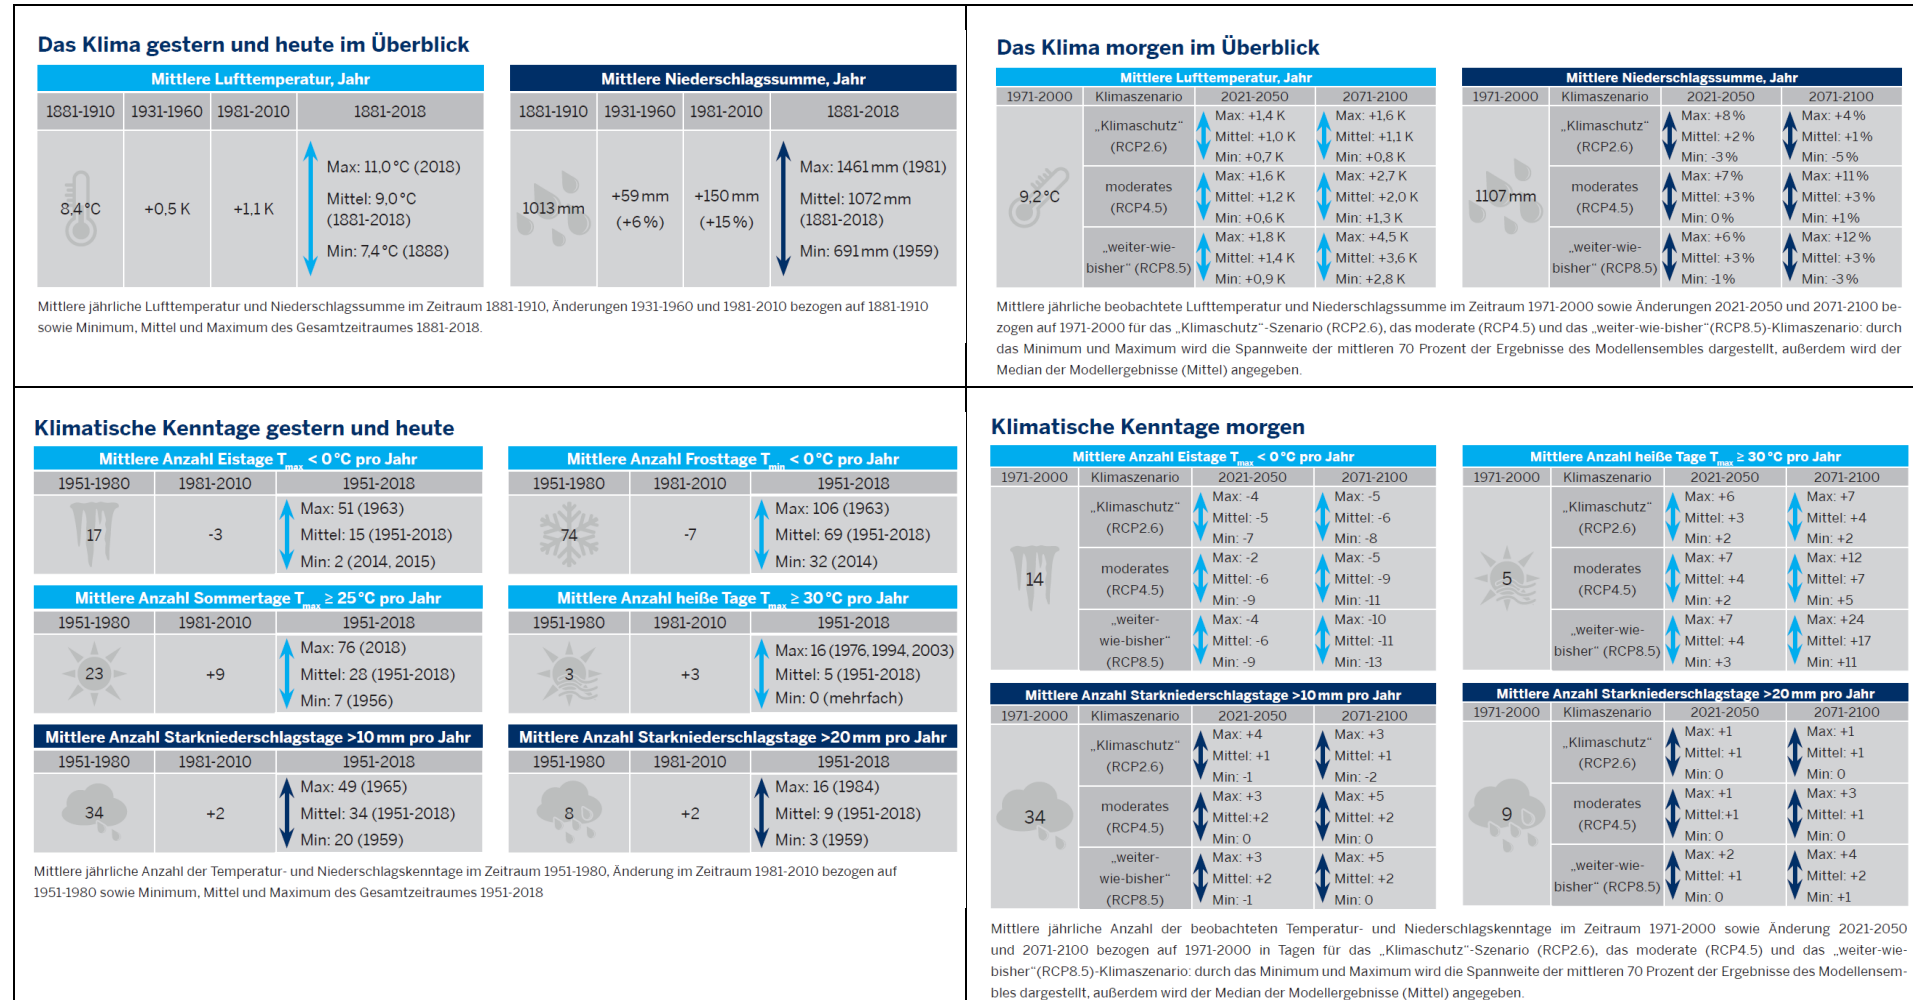 Das Klima gestern und heute im Überblick
Mittlere Lufttemperatur, Jahr
1881-1910 1931-1960 1981-2010 1881-2018
8,4 °C +0,5 K +1,1 K
Max: 11,0 °C (2018)
Mittel: 9,0 °C
(1881-2018)
Min: 7,4 °C (1888)
Mittlere Niederschlagssumme, Jahr
1881-1910 1931-1960 1981-2010 1881-2018
1013 mm
+59 mm
(+6 %)
+150 mm
(+15 %)
Max: 1461 mm (1981)
Mittel: 1072 mm
(1881-2018)
Min: 691 mm (1959)
Mittlere jährliche Lufttemperatur und Niederschlagssumme im Zeitraum 1881-1910, Änderungen 1931-1960 und 1981-2010 bezogen auf 1881-1910
sowie Minimum, Mittel und Maximum des Gesamtzeitraumes 1881-2018.
Das Klima morgen im Überblick
Mittlere Lufttemperatur, Jahr
1971-2000 Klimaszenario 2021-2050 2071-2100
9,2 °C
„Klimaschutz“
(RCP2.6)
Max: +1,4 K Max: +1,6 K
Mittel: +1,0 K Mittel: +1,1 K
Min: +0,7 K Min: +0,8 K
moderates
(RCP4.5)
Max: +1,6 K Max: +2,7 K
Mittel: +1,2 K Mittel: +2,0 K
Min: +0,6 K Min: +1,3 K
„weiter-wie-
bisher“ (RCP8.5)
Max: +1,8 K Max: +4,5 K
Mittel: +1,4 K Mittel: +3,6 K
Min: +0,9 K Min: +2,8 K
Mittlere Niederschlagssumme, Jahr
1971-2000 Klimaszenario 2021-2050 2071-2100
1107 mm
„Klimaschutz“
(RCP2.6)
Max: +8 % Max: +4 %
Mittel: +2 % Mittel: +1 %
Min: -3 % Min: -5 %
moderates
(RCP4.5)
Max: +7 % Max: +11 %
Mittel: +3 % Mittel: +3 %
Min: 0 % Min: +1 %
„weiter-wie-
bisher“ (RCP8.5)
Max: +6 % Max: +12 %
Mittel: +3 % Mittel: +3 %
Min: -1 % Min: -3 %
Mittlere jährliche beobachtete Lufttemperatur und Niederschlagssumme im Zeitraum 1971-2000 sowie Änderungen 2021-2050 und 2071-2100 be-
zogen auf 1971-2000 für das „Klimaschutz“-Szenario (RCP2.6), das moderate (RCP4.5) und das „weiter-wie-bisher“(RCP8.5)-Klimaszenario: durch
das Minimum und Maximum wird die Spannweite der mittleren 70 Prozent der Ergebnisse des Modellensembles dargestellt, außerdem wird der
Median der Modellergebnisse (Mittel) angegeben.
Klimatische Kenntage gestern und heute
Mittlere Anzahl Eistage Tmax < 0 °C pro Jahr
1951-1980 1981-2010 1951-2018
17 -3
Max: 51 (1963)
Mittel: 15 (1951-2018)
Min: 2 (2014, 2015)
Mittlere Anzahl Frosttage Tmin < 0 °C pro Jahr
1951-1980 1981-2010 1951-2018
74 -7
Max: 106 (1963)
Mittel: 69 (1951-2018)
Min: 32 (2014)
Mittlere Anzahl Sommertage Tmax ≥ 25 °C pro Jahr
1951-1980 1981-2010 1951-2018
23 +9
Max: 76 (2018)
Mittel: 28 (1951-2018)
Min: 7 (1956)
Mittlere Anzahl heiße Tage Tmax ≥ 30 °C pro Jahr
1951-1980 1981-2010 1951-2018
3 +3
Max: 16 (1976, 1994, 2003)
Mittel: 5 (1951-2018)
Min: 0 (mehrfach)
Mittlere Anzahl Starkniederschlagstage >10 mm pro Jahr
1951-1980 1981-2010 1951-2018
34 +2
Max: 49 (1965)
Mittel: 34 (1951-2018)
Min: 20 (1959)
Mittlere Anzahl Starkniederschlagstage >20 mm pro Jahr
1951-1980 1981-2010 1951-2018
8 +2
Max: 16 (1984)
Mittel: 9 (1951-2018)
Min: 3 (1959)
Mittlere jährliche Anzahl der Temperatur- und Niederschlagskenntage im Zeitraum 1951-1980, Änderung im Zeitraum 1981-2010 bezogen auf
1951-1980 sowie Minimum, Mittel und Maximum des Gesamtzeitraumes 1951-2018
Klimatische Kenntage morgen
Mittlere Anzahl Eistage Tmax < 0 °C pro Jahr
1971-2000 Klimaszenario 2021-2050 2071-2100
14
„Klimaschutz“
(RCP2.6)
Max: -4 Max: -5
Mittel: -5 Mittel: -6
Min: -7 Min: -8
moderates
(RCP4.5)
Max: -2 Max: -5
Mittel: -6 Mittel: -9
Min: -9 Min: -11
„weiter-
wie-bisher“
(RCP8.5)
Max: -4 Max: -10
Mittel: -6 Mittel: -11
Min: -9 Min: -13
Mittlere Anzahl heiße Tage Tmax ≥ 30 °C pro Jahr
1971-2000 Klimaszenario 2021-2050 2071-2100
5
„Klimaschutz“
(RCP2.6)
Max: +6 Max: +7
Mittel: +3 Mittel: +4
Min: +2 Min: +2
moderates
(RCP4.5)
Max: +7 Max: +12
Mittel: +4 Mittel: +7
Min: +2 Min: +5
„weiter-wie-
bisher“ (RCP8.5)
Max: +7 Max: +24
Mittel: +4 Mittel: +17
Min: +3 Min: +11
Mittlere Anzahl Starkniederschlagstage >10 mm pro Jahr
1971-2000 Klimaszenario 2021-2050 2071-2100
34
„Klimaschutz“
(RCP2.6)
Max: +4 Max: +3
Mittel: +1 Mittel: +1
Min: -1 Min: -2
moderates
(RCP4.5)
Max: +3 Max: +5
Mittel:+2 Mittel: +2
Min: 0 Min: 0
„weiter-
wie-bisher“
(RCP8.5)
Max: +3 Max: +5
Mittel: +2 Mittel: +2
Min: -1 Min: 0
Mittlere Anzahl Starkniederschlagstage >20 mm pro Jahr
1971-2000 Klimaszenario 2021-2050 2071-2100
9
„Klimaschutz“
(RCP2.6)
Max: +1 Max: +1
Mittel: +1 Mittel: +1
Min: 0 Min: 0
moderates
(RCP4.5)
Max: +1 Max: +3
Mittel:+1 Mittel: +1
Min: 0 Min: 0
„weiter-wie-
bisher“ (RCP8.5)
Max: +2 Max: +4
Mittel: +1 Mittel: +2
Min: 0 Min: +1
Mittlere jährliche Anzahl der beobachteten Temperatur- und Niederschlagskenntage im Zeitraum 1971-2000 sowie Änderung 2021-2050
und 2071-2100 bezogen auf 1971-2000 in Tagen für das „Klimaschutz“-Szenario (RCP2.6), das moderate (RCP4.5) und das „weiter-wie-
bisher“(RCP8.5)-Klimaszenario: durch das Minimum und Maximum wird die Spannweite der mittleren 70 Prozent der Ergebnisse des Modellensem-
bles dargestellt, außerdem wird der Median der Modellergebnisse (Mittel) angegeben.